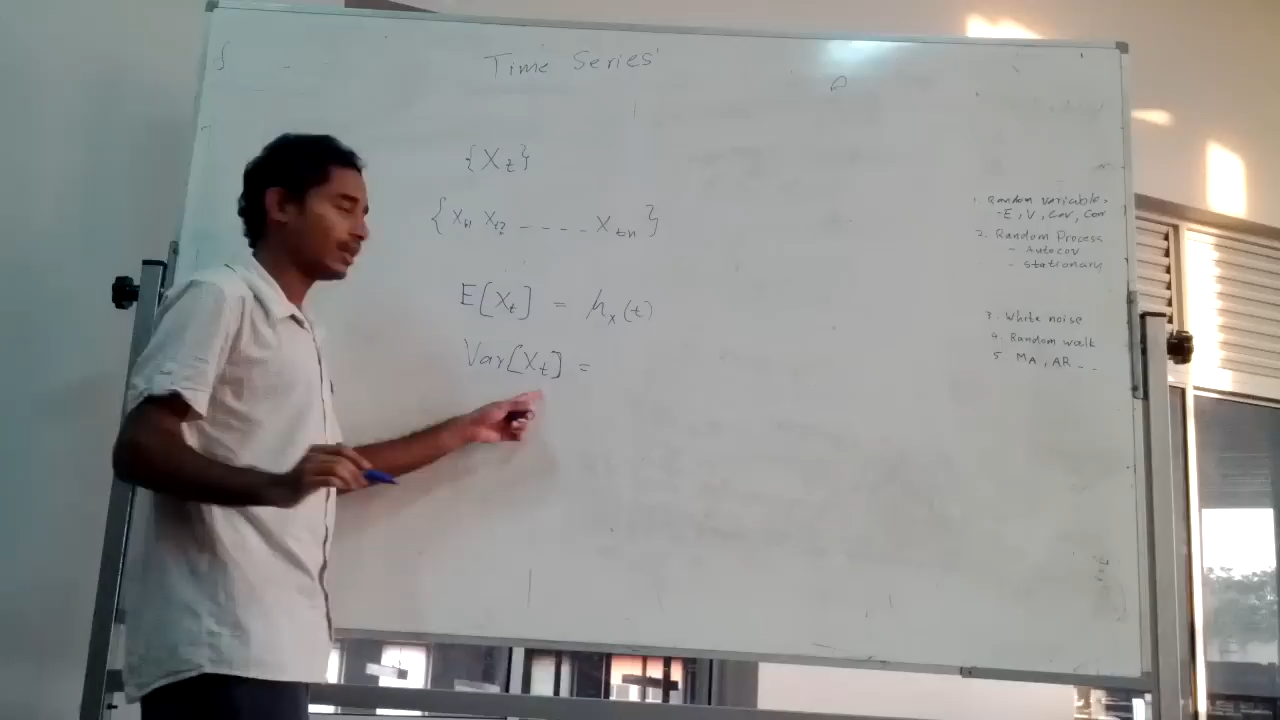 Time Series
{X_t}
{X_t1 X_t2 - - - - X_tn}
E[X_t] = μ_x(t)
Var[X_t] =
1. Random variable,
-E, V, Cov, Cor
2. Random Process
- Autocov
- Stationary
3. White noise
4. Random walk
5 MA, AR - -